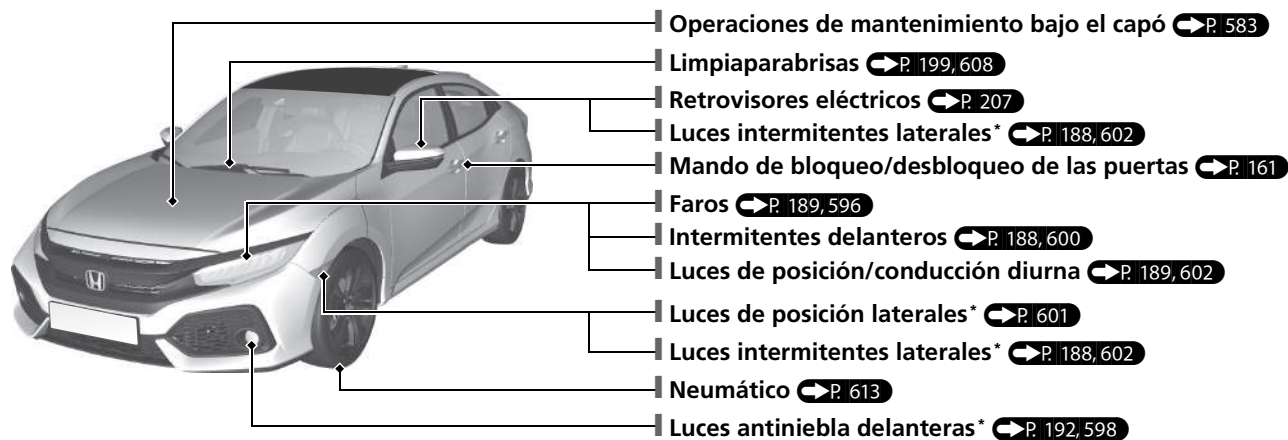 Operaciones de mantenimiento bajo el capó P. 583
Limpiaparabrisas P. 199, 608
Retrovisores eléctricos P. 207
Luces intermitentes laterales* P. 188, 602
Mando de bloqueo/desbloqueo de las puertas P. 161
Faros P. 189, 596
Intermitentes delanteros P. 188, 600
Luces de posición/conducción diurna P. 189, 602
Luces de posición laterales* P. 601
Luces intermitentes laterales* P. 188, 602
Neumático P. 613
Luces antiniebla delanteras* P. 192, 598